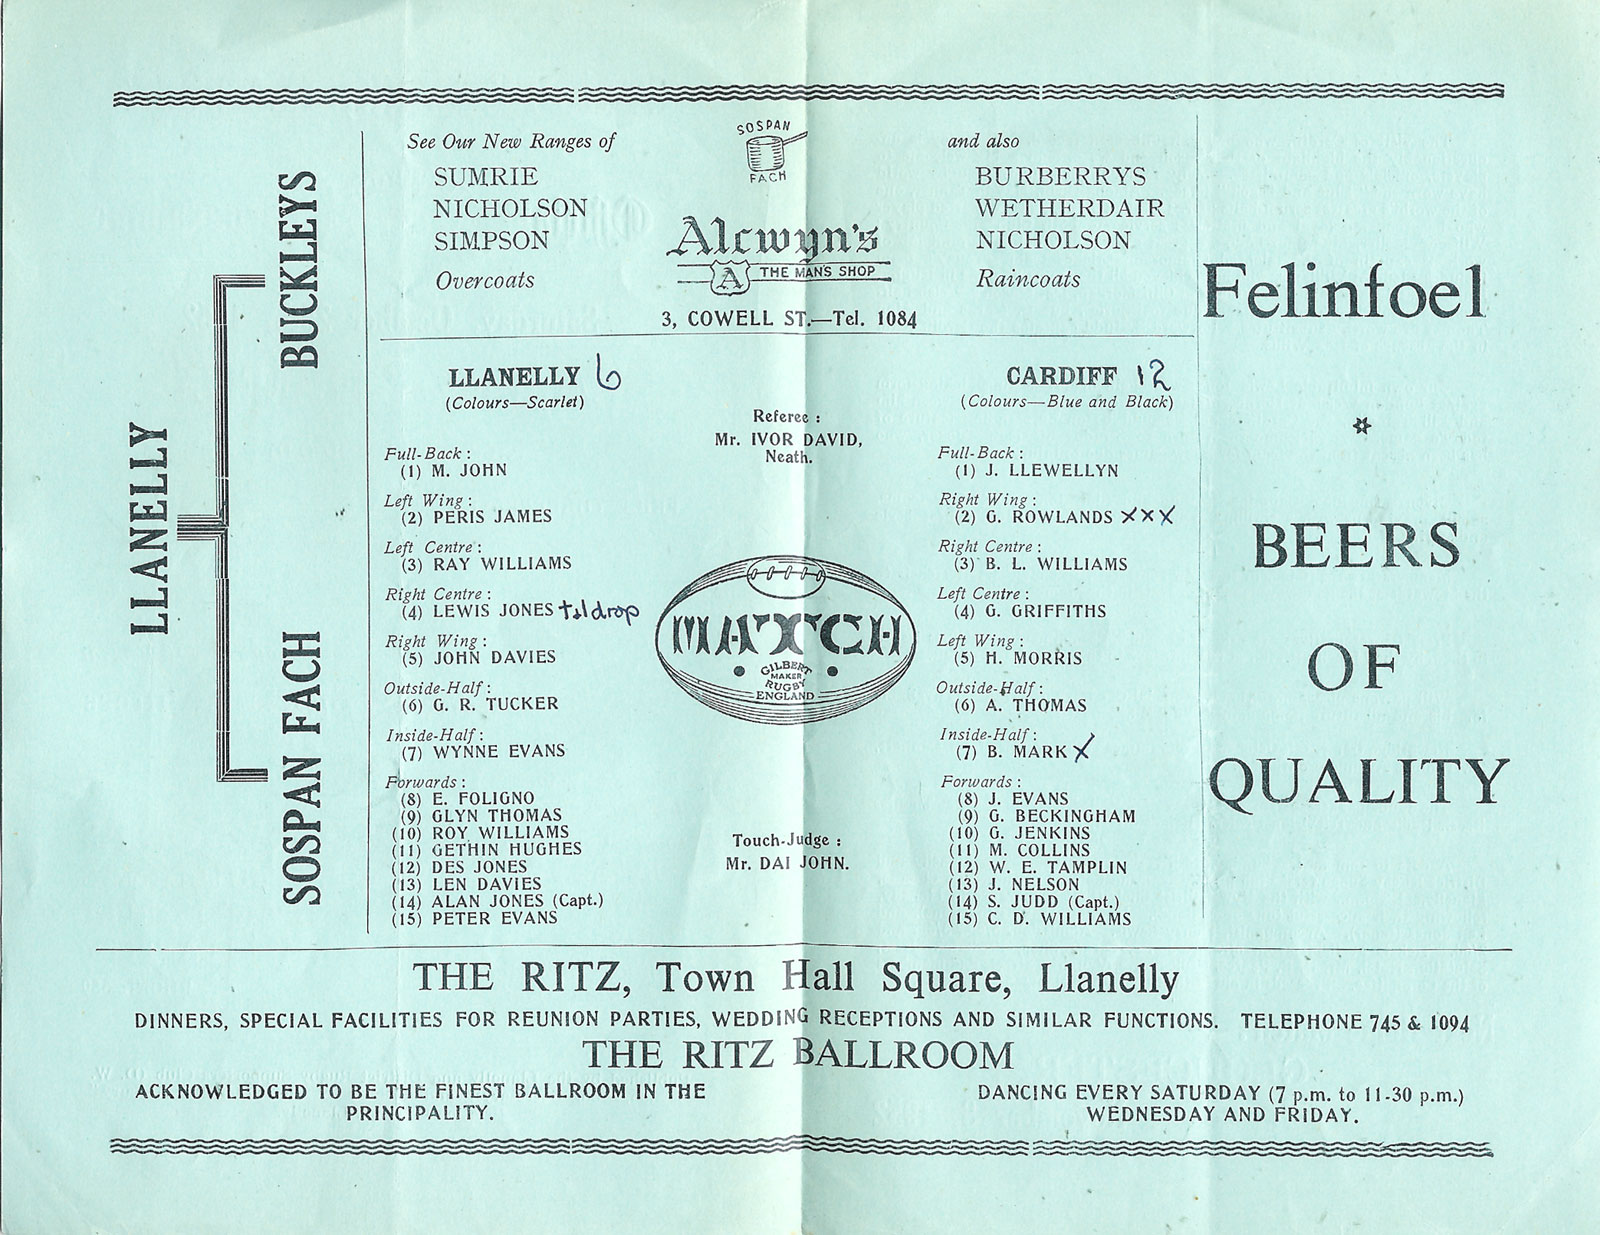 LLANELLY
BUCKLEYS
SOSPAN FACH
See Our New Ranges of
SUMRIE
NICHOLSON
SIMPSON
Overcoats
SOSPAN
FACH
Alcwyn's
A THE MAN'S SHOP
3, COWELL ST.—Tel. 1084
and also
BURBERRYS
WETHERDAIR
NICHOLSON
Raincoats
LLANELLY 6
(Colours—Scarlet)
Full-Back :
(1) M. JOHN
Left Wing :
(2) PERIS JAMES
Left Centre :
(3) RAY WILLIAMS
Right Centre :
(4) LEWIS JONES t+1drop
Right Wing :
(5) JOHN DAVIES
Outside-Half :
(6) G. R. TUCKER
Inside-Half :
(7) WYNNE EVANS
Forwards :
(8) E. FOLIGNO
(9) GLYN THOMAS
(10) ROY WILLIAMS
(11) GETHIN HUGHES
(12) DES JONES
(13) LEN DAVIES
(14) ALAN JONES (Capt.)
(15) PETER EVANS
Referee :
Mr. IVOR DAVID,
Neath.
MATCH
GILBERT
MAKER
RUGBY
ENGLAND
Touch-Judge :
Mr. DAI JOHN.
CARDIFF 12
(Colours—Blue and Black)
Full-Back :
(1) J. LLEWELLYN
Right Wing :
(2) G. ROWLANDS XXX
Right Centre :
(3) B. L. WILLIAMS
Left Centre :
(4) G. GRIFFITHS
Left Wing :
(5) H. MORRIS
Outside-Half :
(6) A. THOMAS
Inside-Half :
(7) B. MARK X
Forwards :
(8) J. EVANS
(9) G. BECKINGHAM
(10) G. JENKINS
(11) M. COLLINS
(12) W. E. TAMPLIN
(13) J. NELSON
(14) S. JUDD (Capt.)
(15) C. D. WILLIAMS
Felinfoel
BEERS
OF
QUALITY
THE RITZ, Town Hall Square, Llanelly
DINNERS, SPECIAL FACILITIES FOR REUNION PARTIES, WEDDING RECEPTIONS AND SIMILAR FUNCTIONS. TELEPHONE 745 & 1094
THE RITZ BALLROOM
ACKNOWLEDGED TO BE THE FINEST BALLROOM IN THE
PRINCIPALITY.
DANCING EVERY SATURDAY (7 p.m. to 11-30 p.m.)
WEDNESDAY AND FRIDAY.